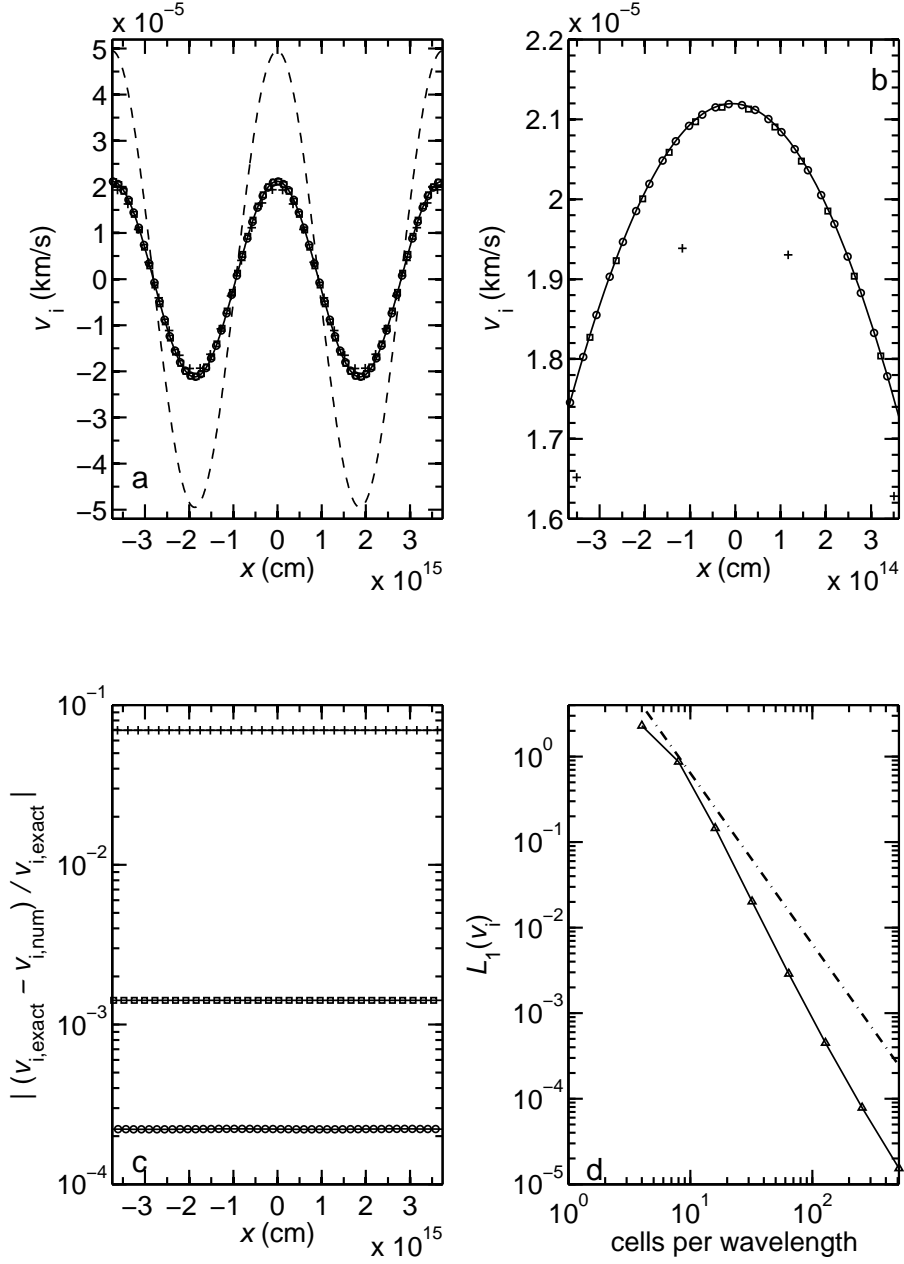 x 10⁻⁵
5
4
3
2
1
0
−1
−2
−3
−4
−5
v_i (km/s)
a
−3 −2 −1 0 1 2 3
x (cm)
x 10¹⁵
x 10⁻⁵
2.2
2.1
2
1.9
1.8
1.7
1.6
v_i (km/s)
b
−3 −2 −1 0 1 2 3
x (cm)
x 10¹⁴
10⁻¹
10⁻²
10⁻³
10⁻⁴
| (v_i,exact − v_i,num) / v_i,exact |
c
−3 −2 −1 0 1 2 3
x (cm)
x 10¹⁵
10⁰
10⁻¹
10⁻²
10⁻³
10⁻⁴
10⁻⁵
L₁(v_i)
d
10⁰ 10¹ 10²
cells per wavelength